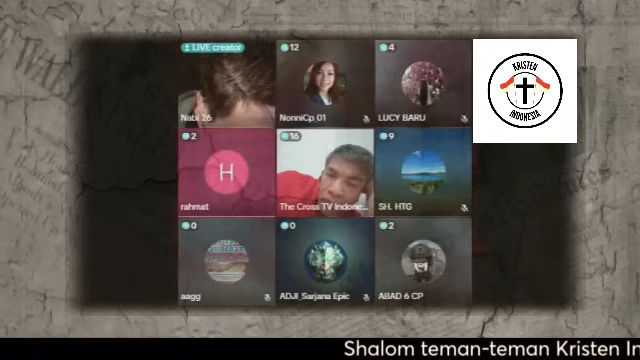 LIVE creator
12
4
Nabi 26
NonniCp_01
LUCY BARU
KRISTEN
INDONESIA
2
16
9
H
rahmat
The Cross TV Indone...
SH. HTG
0
0
2
aagg
ADJI_Sarjana Epic
ABAD 6 CP
Shalom teman-teman Kristen In